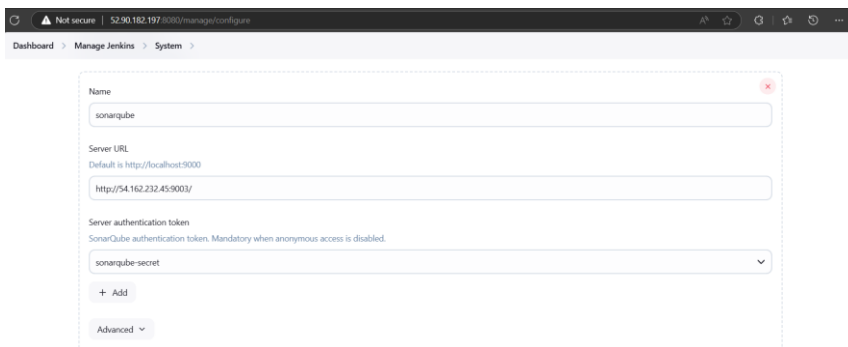 Not secure | 52.90.182.197:8080/manage/configure
Dashboard > Manage Jenkins > System >
Name
sonarqube
Server URL
Default is http://localhost:9000
http://54.162.232.45:9003/
Server authentication token
SonarQube authentication token. Mandatory when anonymous access is disabled.
sonarqube-secret
+ Add
Advanced